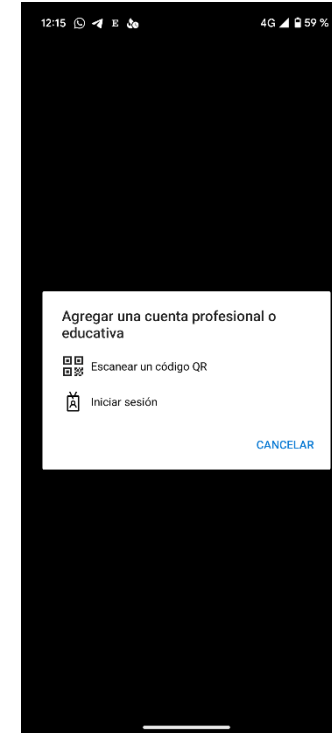 12:15 E 4G 59 %
Agregar una cuenta profesional o
educativa
Escanear un código QR
Iniciar sesión
CANCELAR